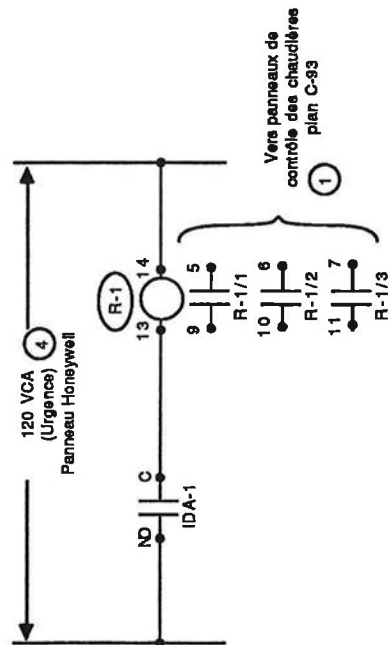 120 VCA
4
(Urgence)
Panneau Honeywell
ND
C
IDA-1
R-1
13
14
9
5
R-1/1
10
6
R-1/2
11
7
R-1/3
Vers panneaux de
contrôle des chaudières
plan C-93
1